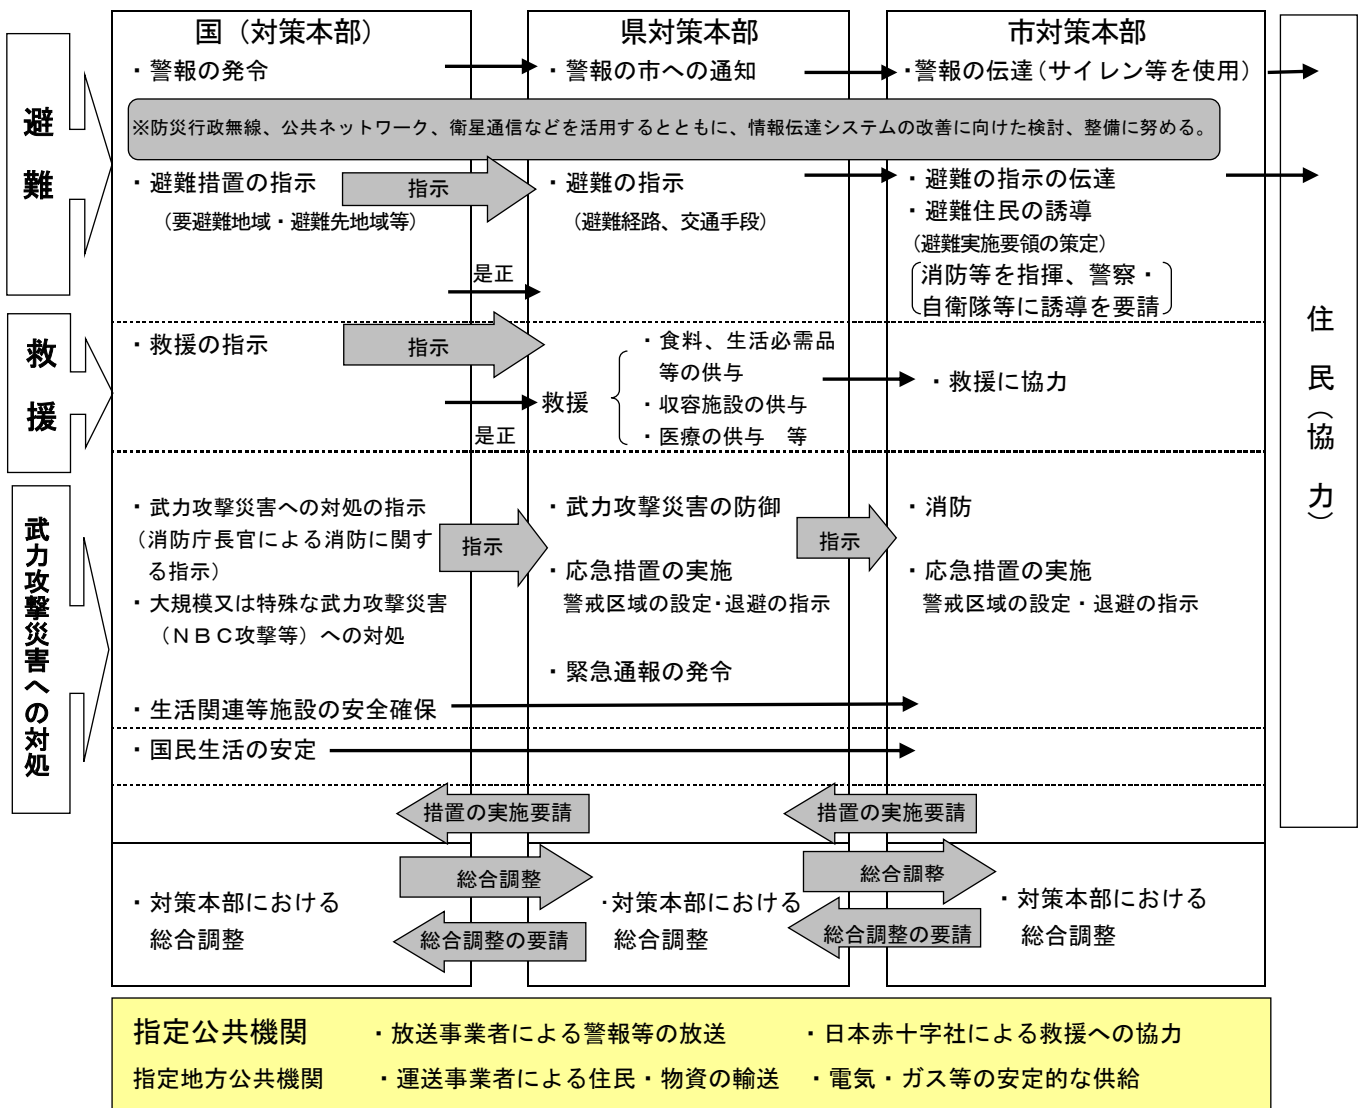 国（対策本部）
県対策本部
市対策本部
避難
・警報の発令
・警報の市への通知
・警報の伝達（サイレン等を使用）
※防災行政無線、公共ネットワーク、衛星通信などを活用するとともに、情報伝達システムの改善に向けた検討、整備に努める。
・避難措置の指示
（要避難地域・避難先地域等）
指示
・避難の指示
（避難経路、交通手段）
・避難の指示の伝達
・避難住民の誘導
（避難実施要領の策定）
消防等を指揮、警察・
自衛隊等に誘導を要請
是正
救援
・救援の指示
指示
救援
・食料、生活必需品
等の供与
・収容施設の供与
・医療の供与　等
・救援に協力
是正
武力攻撃災害への対処
・武力攻撃災害への対処の指示
（消防庁長官による消防に関す
る指示）
・大規模又は特殊な武力攻撃災害
（ＮＢＣ攻撃等）への対処
指示
・武力攻撃災害の防御
・応急措置の実施
警戒区域の設定・退避の指示
・緊急通報の発令
指示
・消防
・応急措置の実施
警戒区域の設定・退避の指示
・生活関連等施設の安全確保
・国民生活の安定
措置の実施要請
措置の実施要請
・対策本部における
総合調整
総合調整
総合調整の要請
・対策本部における
総合調整
総合調整
総合調整の要請
・対策本部における
総合調整
住民（協力）
指定公共機関
・放送事業者による警報等の放送
・日本赤十字社による救援への協力
指定地方公共機関
・運送事業者による住民・物資の輸送
・電気・ガス等の安定的な供給